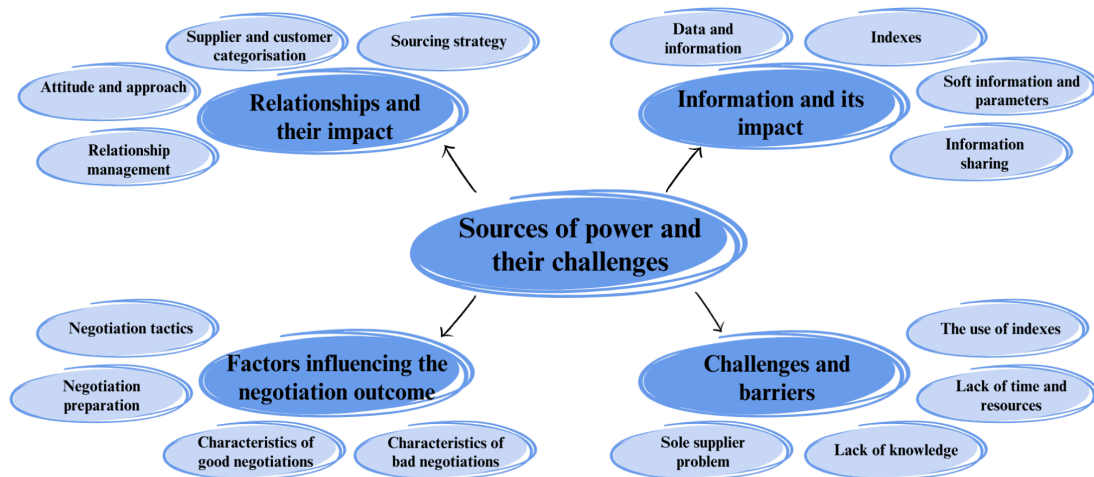 Supplier and customer
categorisation
Sourcing strategy
Attitude and approach
Relationships and
their impact
Relationship
management
Data and
information
Indexes
Information and its
impact
Soft information and
parameters
Information
sharing
Sources of power and
their challenges
Negotiation tactics
Factors influencing the
negotiation outcome
Negotiation
preparation
Characteristics of
good negotiations
Characteristics of
bad negotiations
The use of indexes
Challenges and
barriers
Lack of time and
resources
Sole supplier
problem
Lack of knowledge